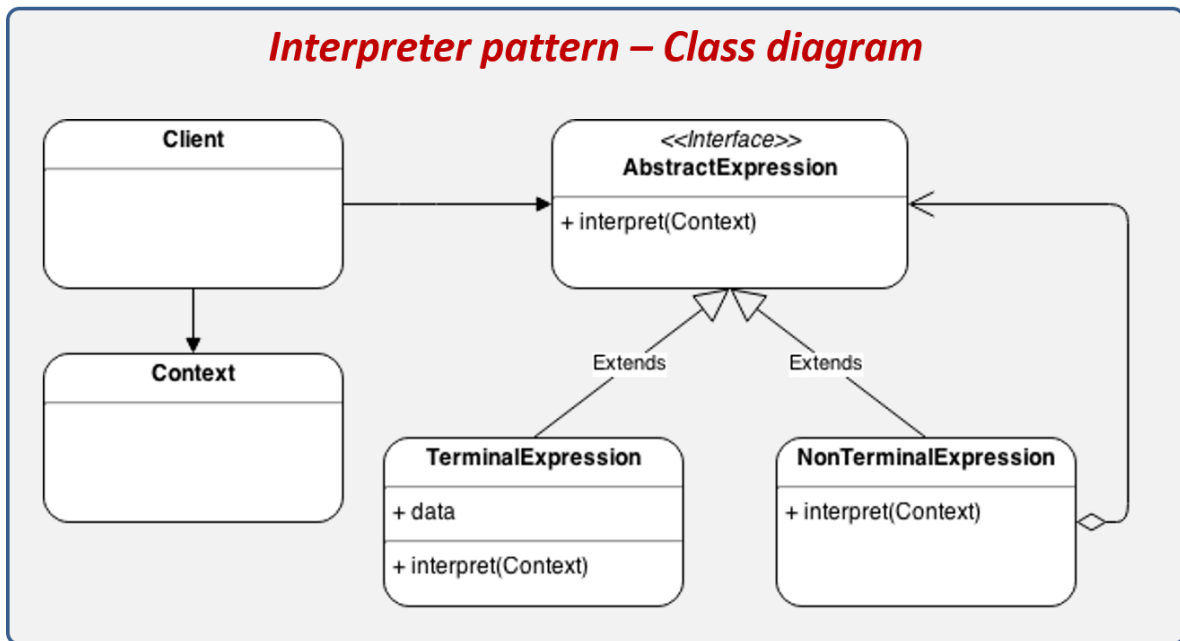 Interpreter pattern – Class diagram
Client
<<Interface>>
AbstractExpression
+ interpret(Context)
Context
Extends
Extends
TerminalExpression
+ data
+ interpret(Context)
NonTerminalExpression
+ interpret(Context)